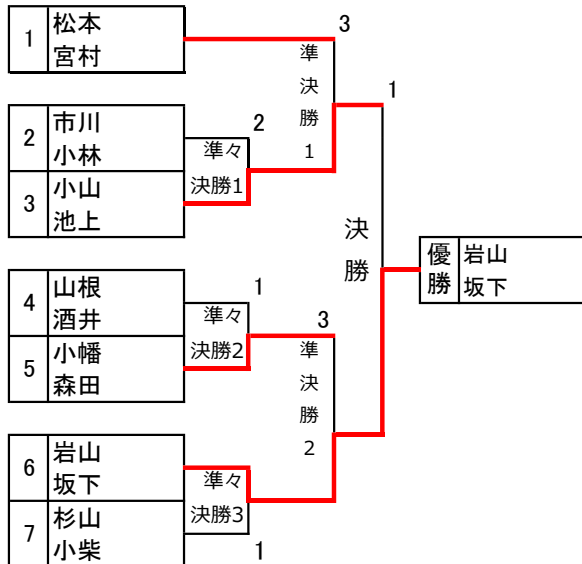 1
松本
宮村
3
準決勝1
1
2
市川
小林
2
準々
決勝1
3
小山
池上
決勝
優勝
岩山
坂下
4
山根
酒井
1
準々
決勝2
3
5
小幡
森田
準決勝2
6
岩山
坂下
準々
決勝3
7
杉山
小柴
1